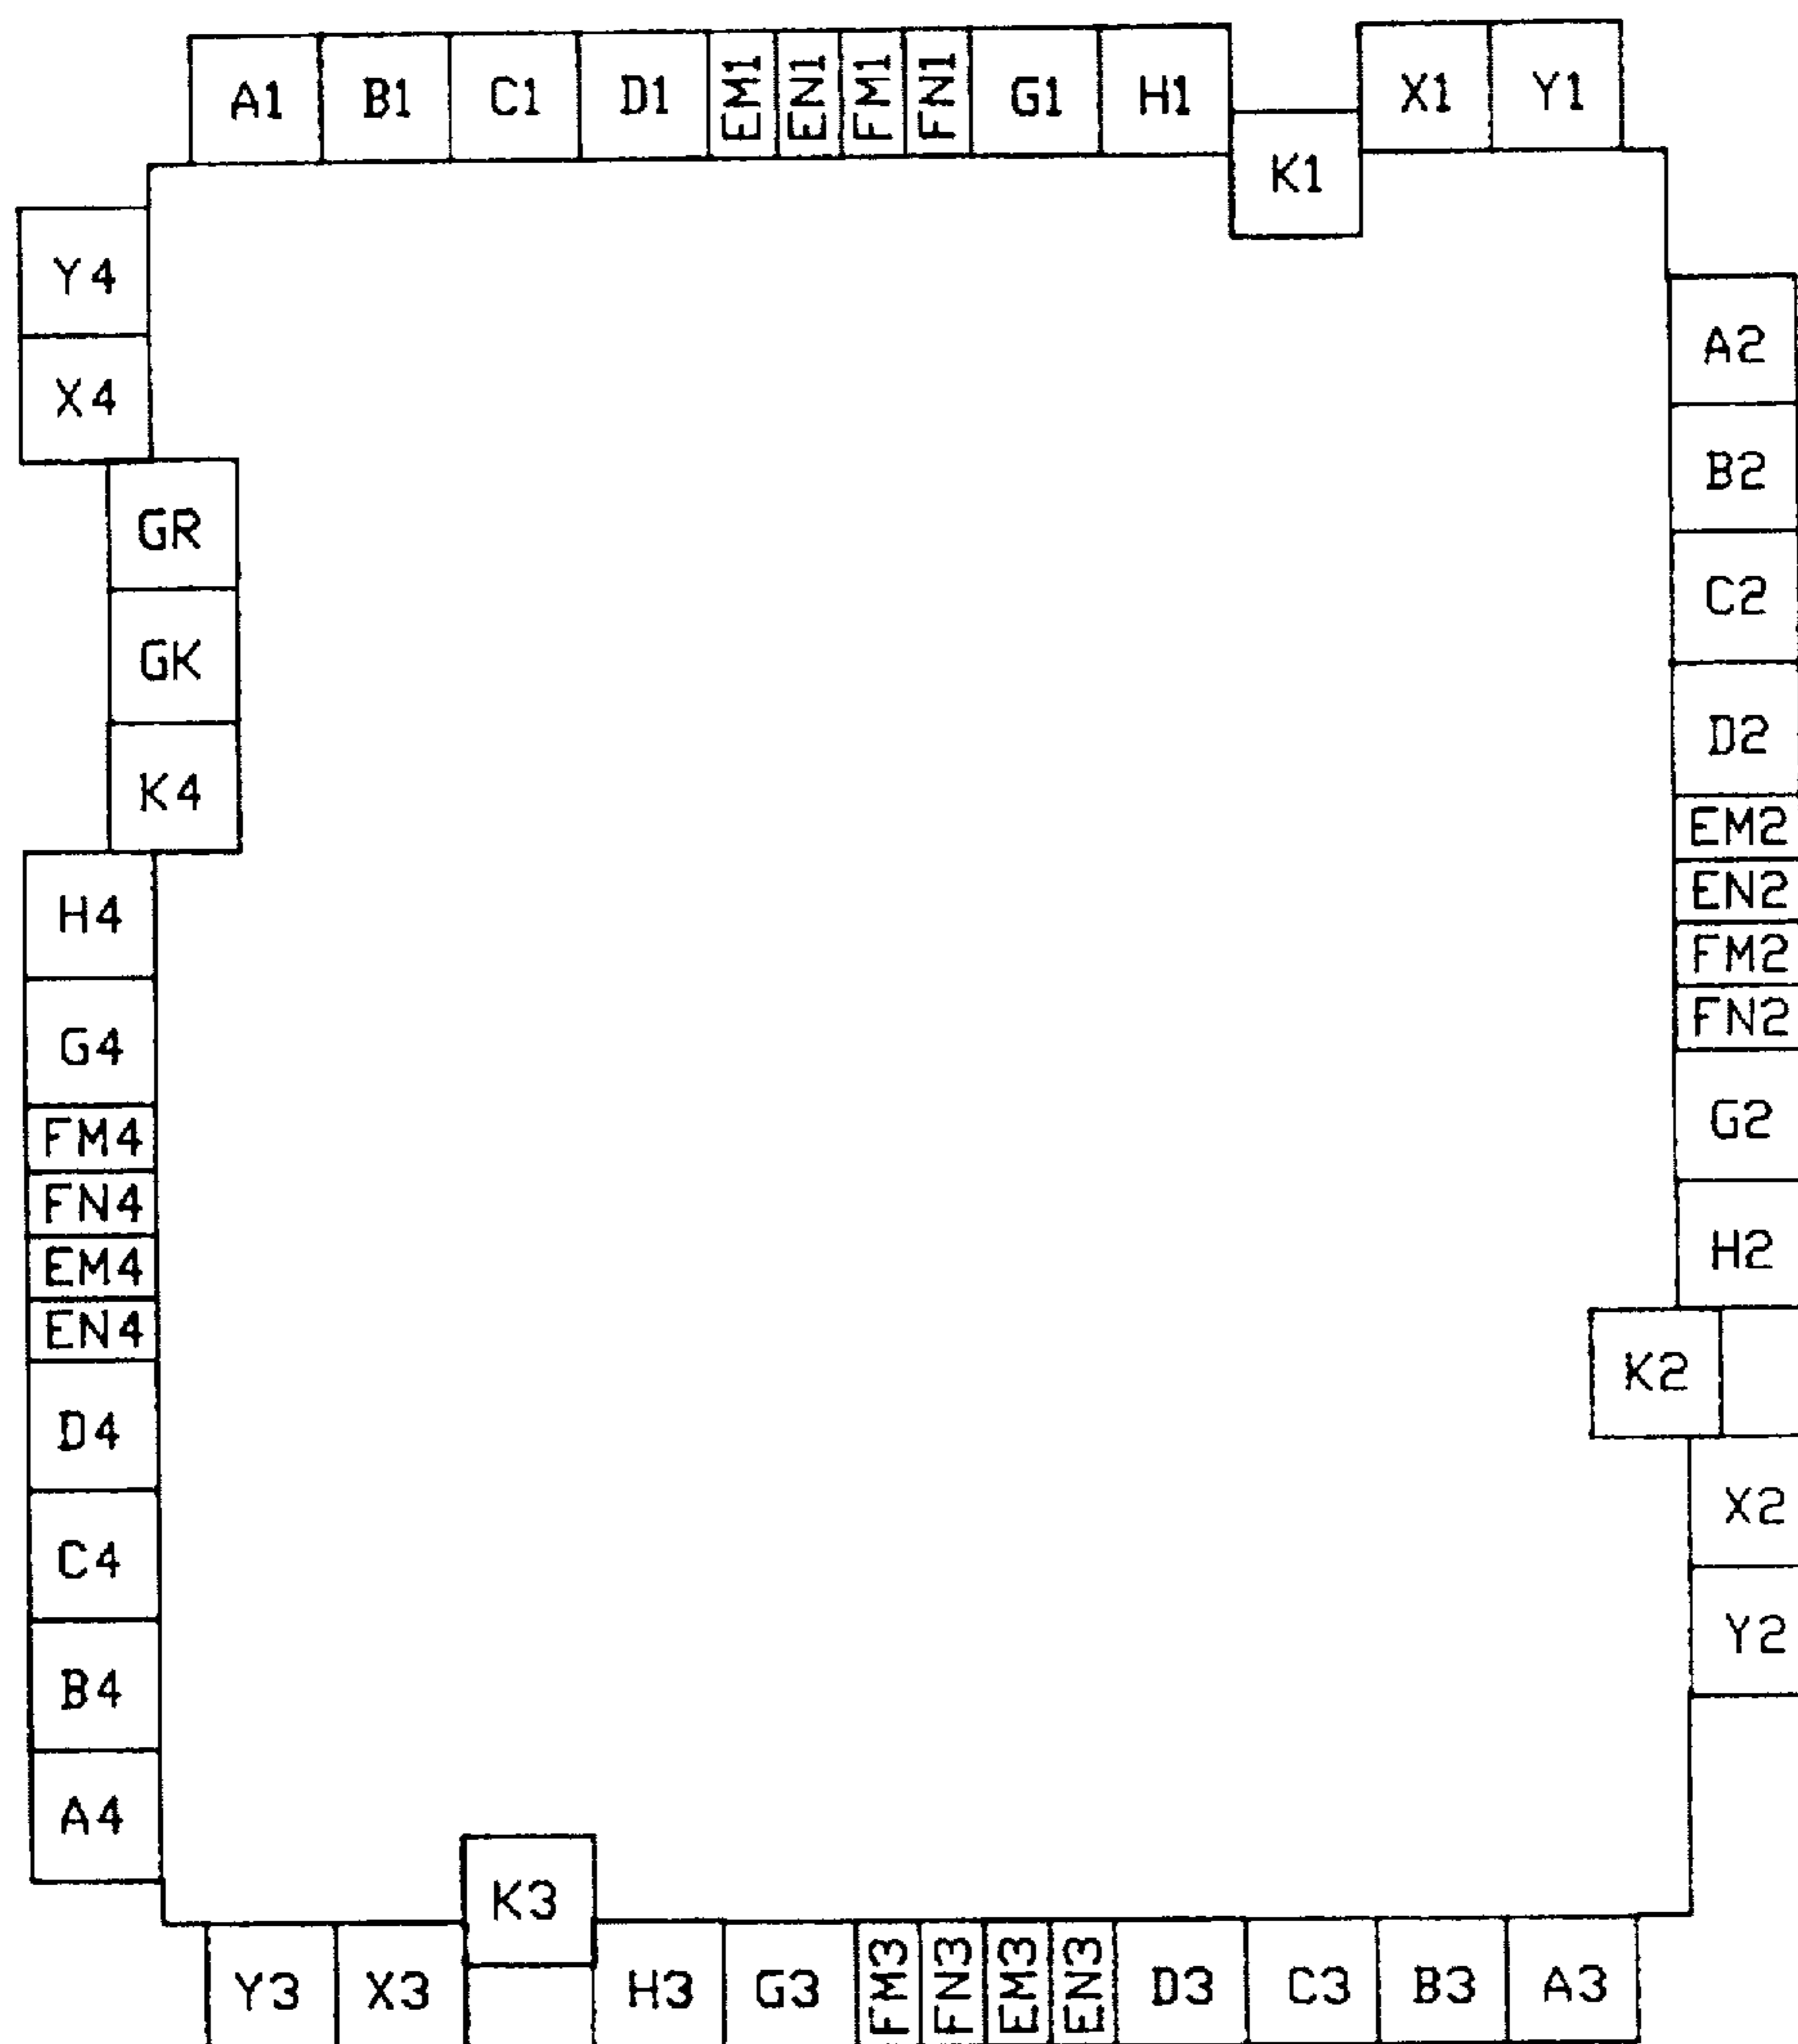 A1 B1 C1 D1 EM1 EN1 FM1 FN1 G1 H1 K1 X1 Y1
A2
B2
C2
D2
EM2
EN2
FM2
FN2
G2
H2
K2
X2
Y2
Y4
X4
GR
GK
K4
H4
G4
FM4
FN4
EM4
EN4
D4
C4
B4
A4
Y3 X3 K3 H3 G3 FM3 FN3 EM3 EN3 D3 C3 B3 A3